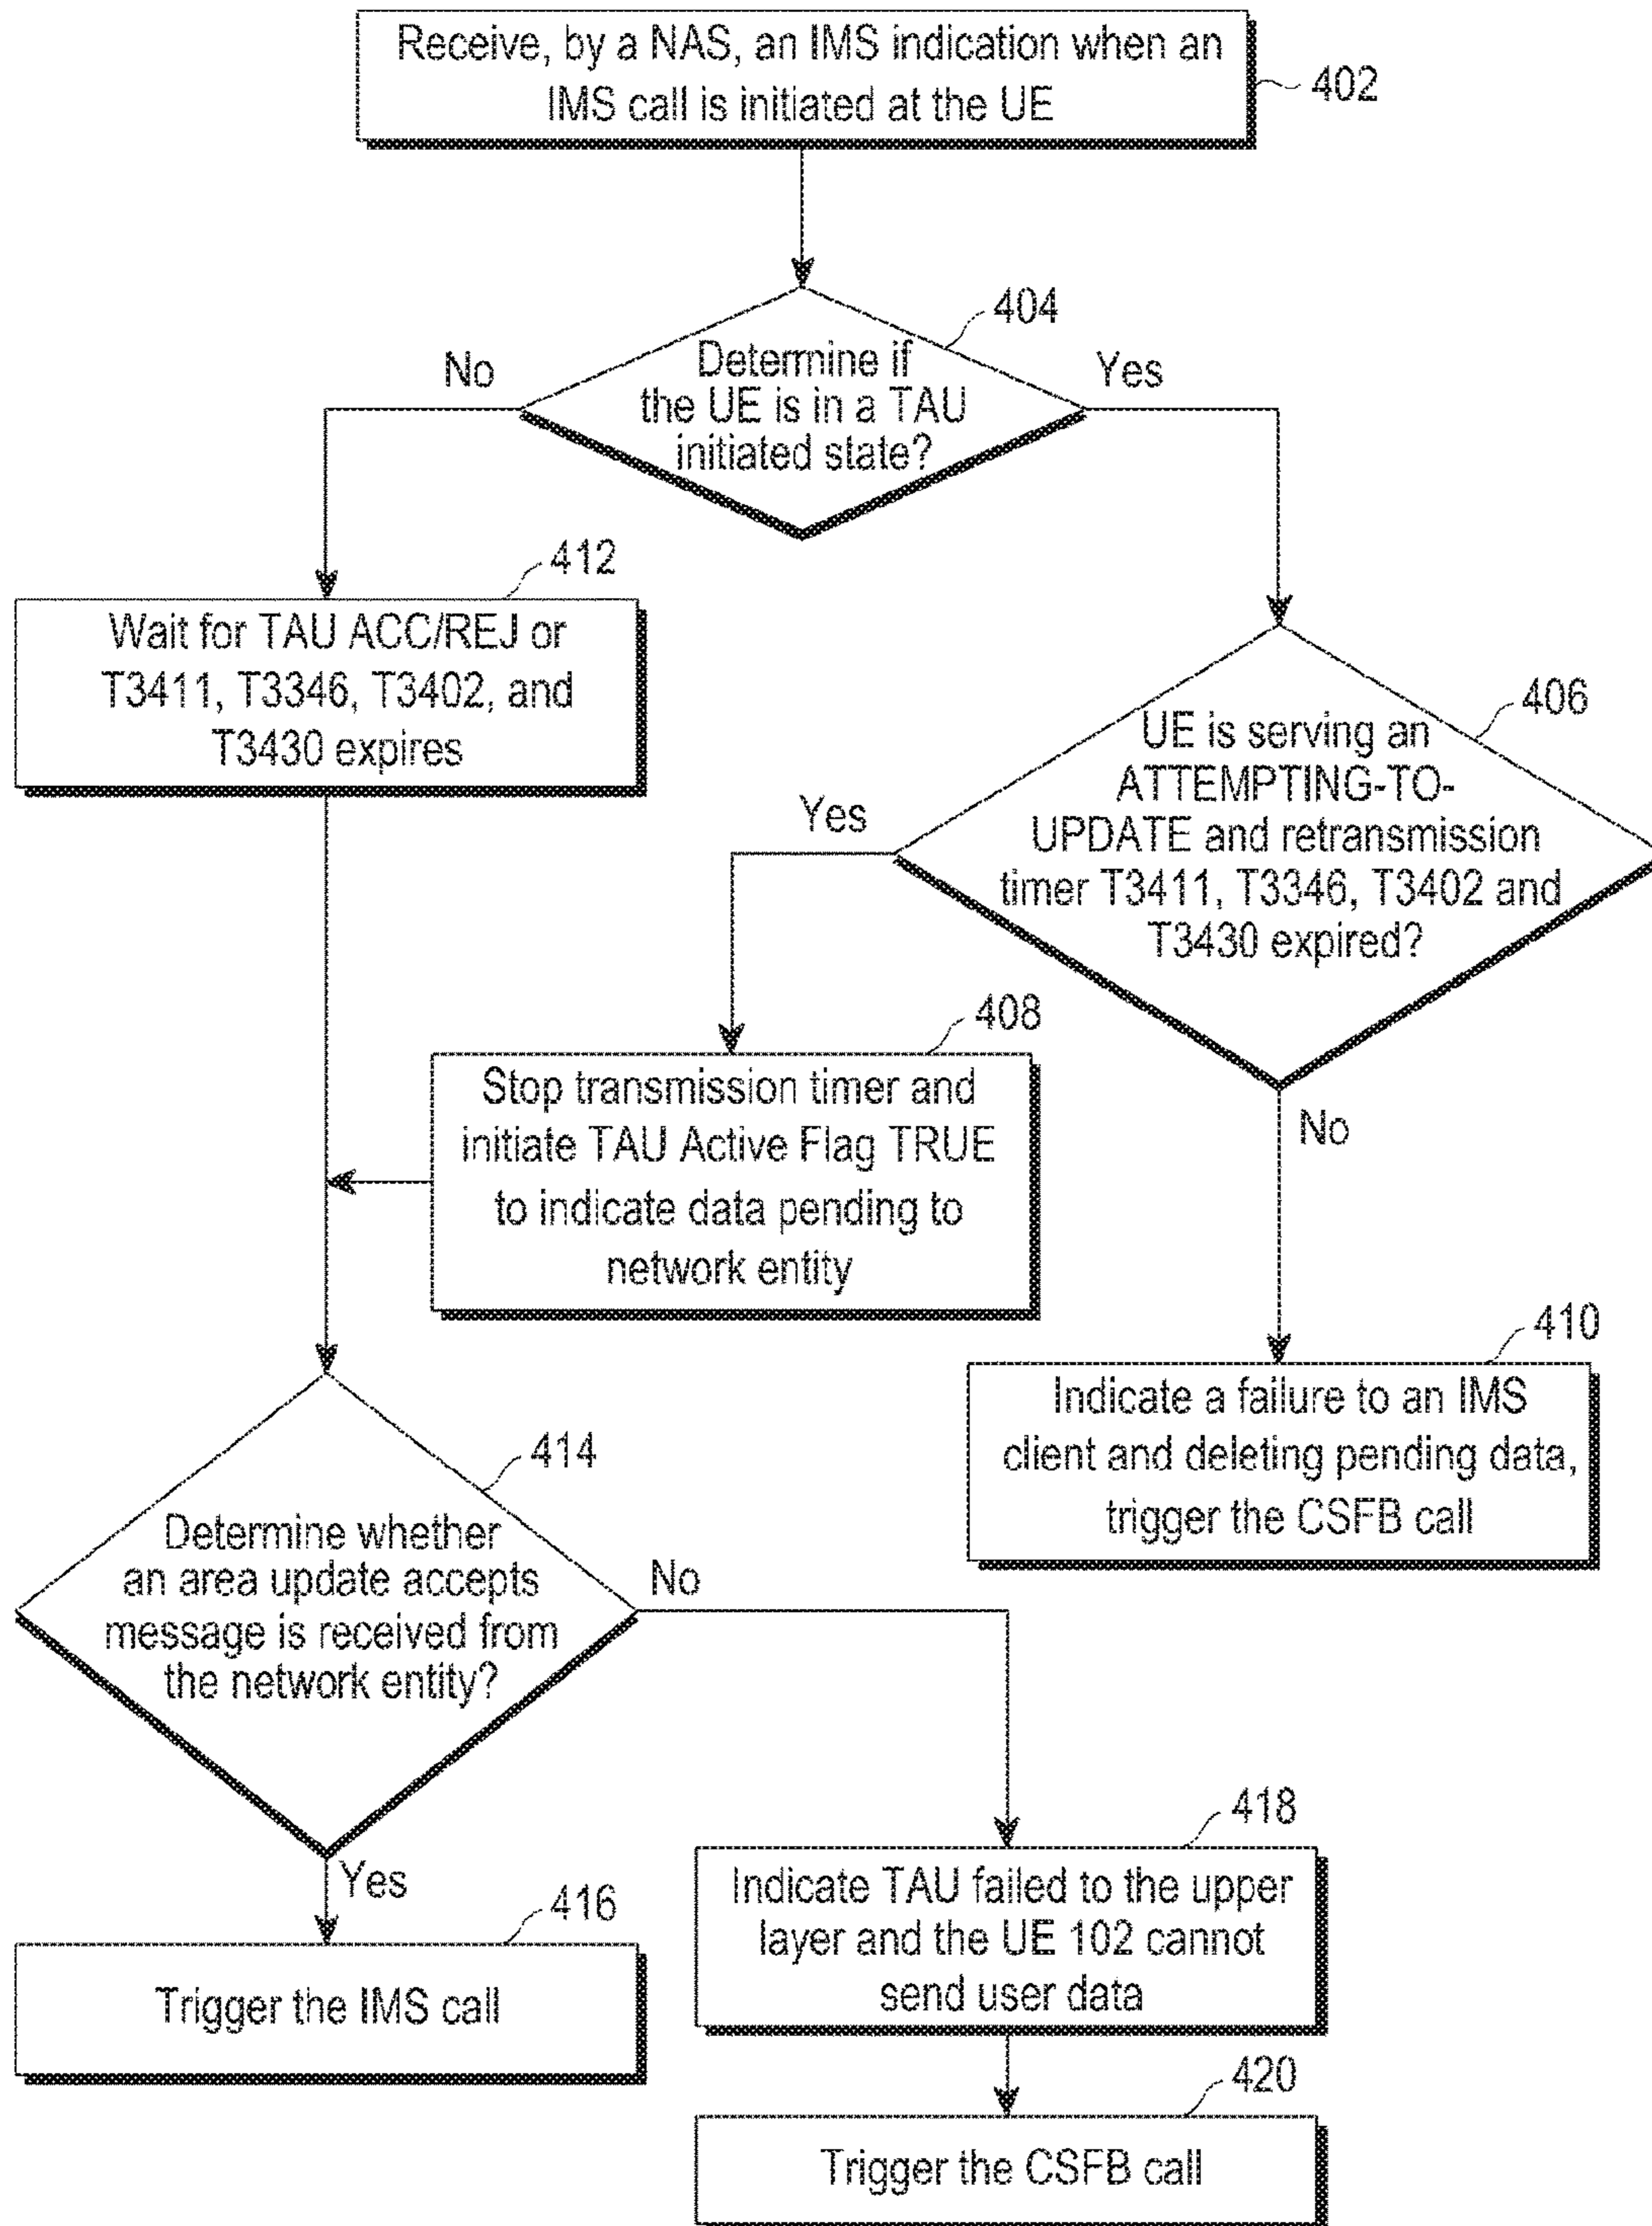 Receive, by a NAS, an IMS indication when an
IMS call is initiated at the UE
402
404
Determine if
the UE is in a TAU
initiated state?
No
Yes
412
Wait for TAU ACC/REJ or
T3411, T3346, T3402, and
T3430 expires
406
UE is serving an
ATTEMPTING-TO-
UPDATE and retransmission
timer T3411, T3346, T3402 and
T3430 expired?
Yes
No
408
Stop transmission timer and
initiate TAU Active Flag TRUE
to indicate data pending to
network entity
410
Indicate a failure to an IMS
client and deleting pending data,
trigger the CSFB call
414
Determine whether
an area update accepts
message is received from
the network entity?
No
Yes
416
Trigger the IMS call
418
Indicate TAU failed to the upper
layer and the UE 102 cannot
send user data
420
Trigger the CSFB call